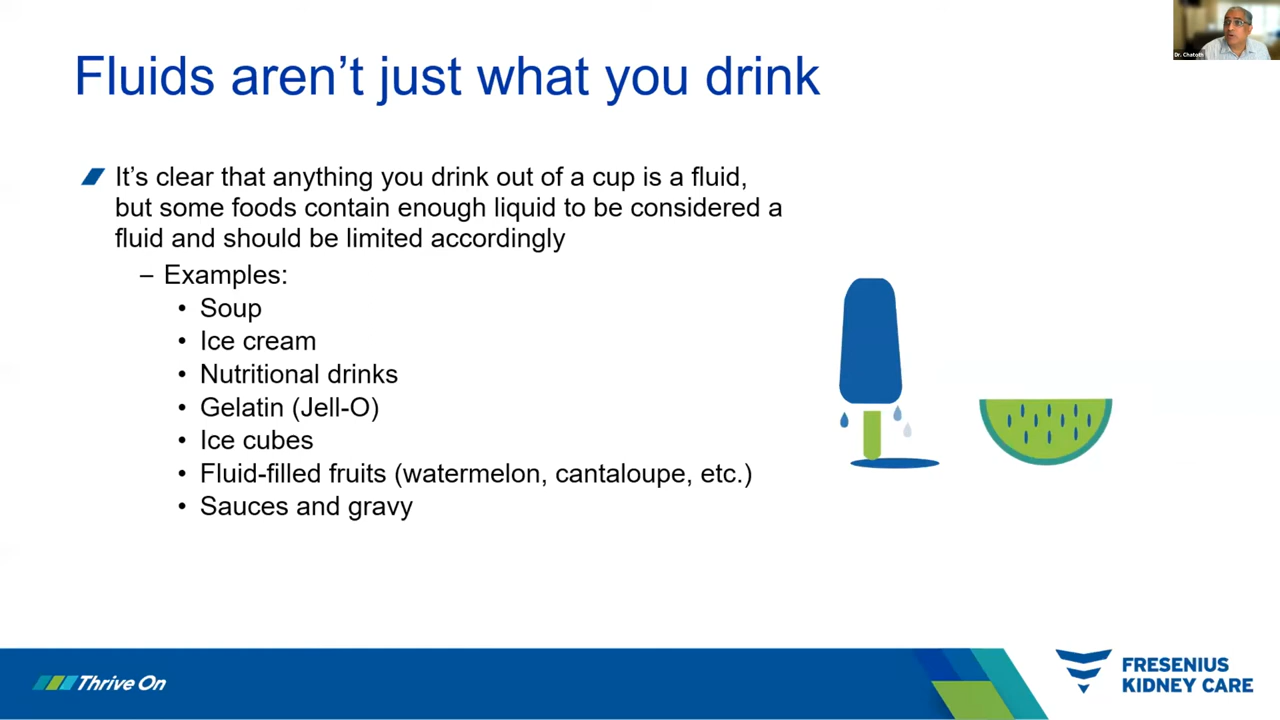 Fluids aren't just what you drink
It's clear that anything you drink out of a cup is a fluid,
but some foods contain enough liquid to be considered a
fluid and should be limited accordingly
– Examples:
• Soup
• Ice cream
• Nutritional drinks
• Gelatin (Jell-O)
• Ice cubes
• Fluid-filled fruits (watermelon, cantaloupe, etc.)
• Sauces and gravy
Dr. Chatoth
Thrive On
FRESENIUS
KIDNEY CARE